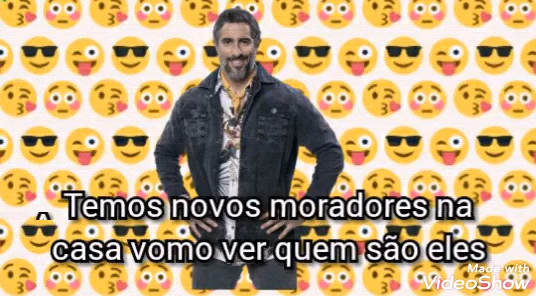 Temos novos moradores na
casa vomo ver quem são eles
Made with
VideoShow